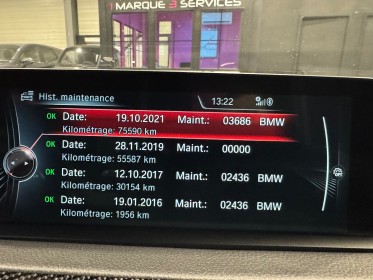 MARQUE 3 SERVICES
Hist. maintenance
13:22
OK Date: 19.10.2021 Maint.: 03686 BMW
Kilométrage: 75590 km
OK Date: 28.11.2019 Maint.: 00000
Kilométrage: 55587 km
OK Date: 12.10.2017 Maint.: 02436 BMW
Kilométrage: 30154 km
OK Date: 19.01.2016 Maint.: 02436 BMW
Kilométrage: 1956 km